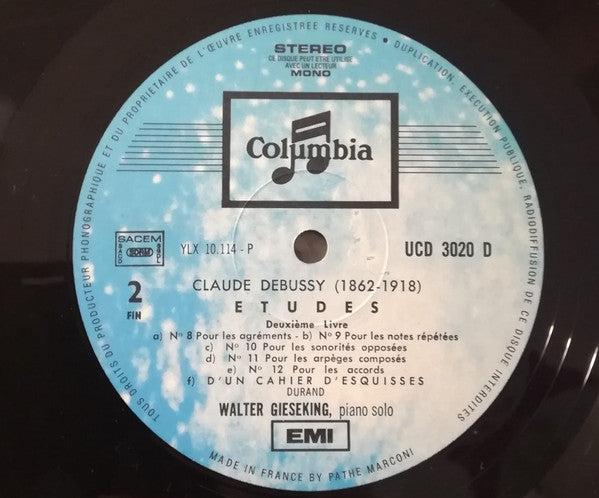 TOUS DROITS DU PRODUCTEUR PHONOGRAPHIQUE ET DU PROPRIETAIRE DE L'ŒUVRE ENREGISTREE RESERVES • DUPLICATION, EXECUTION PUBLIQUE, RADIODIFFUSION DE CE DISQUE INTERDITES
STEREO
CE DISQUE PEUT ETRE UTILISE
AVEC UN LECTEUR
MONO
Columbia
SACEM
SACD SDRM SGDL
YLX 10.114 - P
UCD 3020 D
2
FIN
CLAUDE DEBUSSY (1862-1918)
ETUDES
Deuxième Livre
a) N° 8 Pour les agréments - b) N° 9 Pour les notes répétées
c) N° 10 Pour les sonorités opposées
d) N° 11 Pour les arpèges composés
e) N° 12 Pour les accords
f) D'UN CAHIER D'ESQUISSES
DURAND
WALTER GIESEKING, piano solo
EMI
MADE IN FRANCE BY PATHE MARCONI